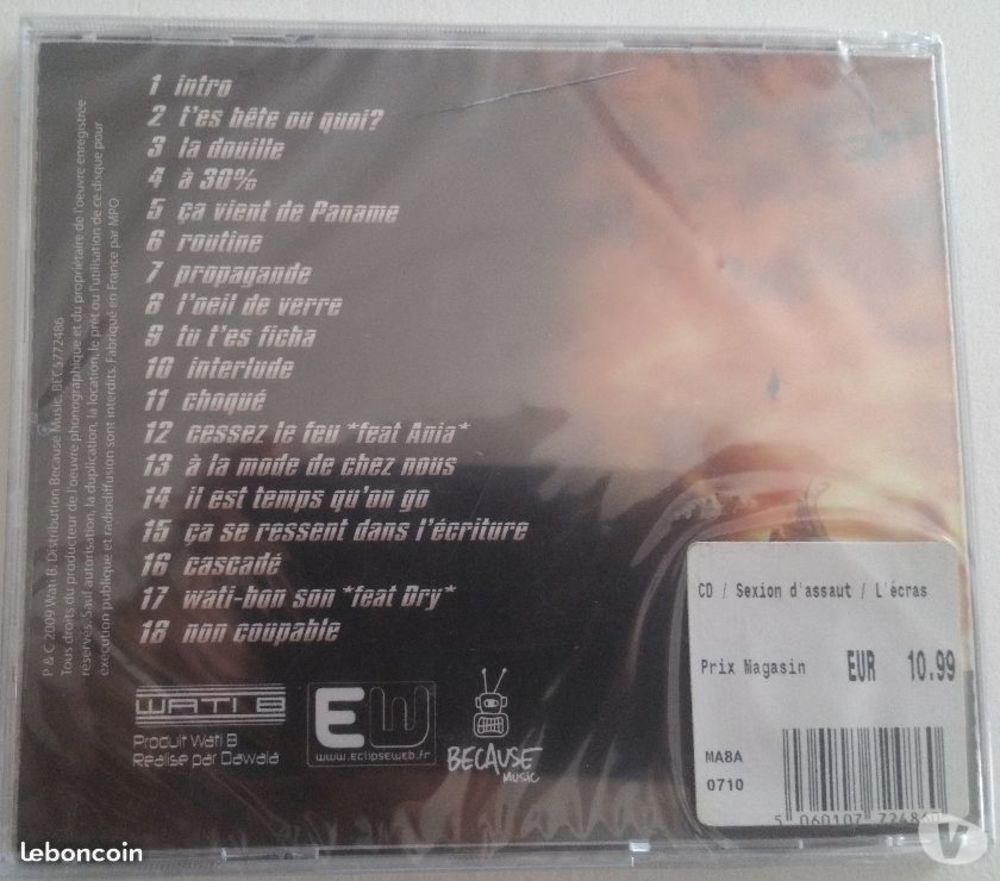 1 intro
2 t'es bête ou quoi?
3 la douille
4 à 30%
5 ça vient de Paname
6 routine
7 propagande
8 l'oeil de verre
9 tu t'es ficha
10 interlude
11 choqué
12 cessez le feu *feat Ania*
13 à la mode de chez nous
14 il est temps qu'on go
15 ça se ressent dans l'écriture
16 cascadé
17 wati-bon son *feat Dry*
18 non coupable
P & C 2009 Wati B. Distribution Because Music. BEC5772486
Tous droits du producteur de l'oeuvre phonographique et du propriétaire de l'oeuvre enregistrée
réservés. Sauf autorisation, la duplication, la location, le prêt ou l'utilisation de ce disque pour
exécution publique et radiodiffusion sont interdits. Fabriqué en France par MPO
WATI B
Produit Wati B
Réalisé par Dawala
EW
www.eclipseweb.fr
BECAUSE
MUSIC
CD / Sexion d'assaut / L'écras
Prix Magasin EUR 10.99
MA8A
0710
5 060107
leboncoin
V